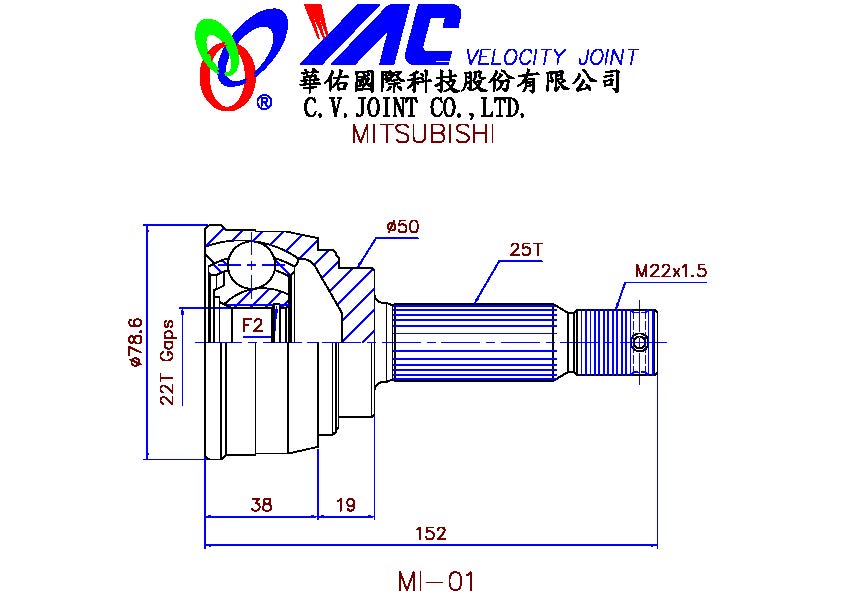 YAC VELOCITY JOINT
®
華佑國際科技股份有限公司
C.V.JOINT CO.,LTD.
MITSUBISHI
ø50
25T
M22x1.5
ø78.6
22T Gaps
F2
38
19
152
MI-01